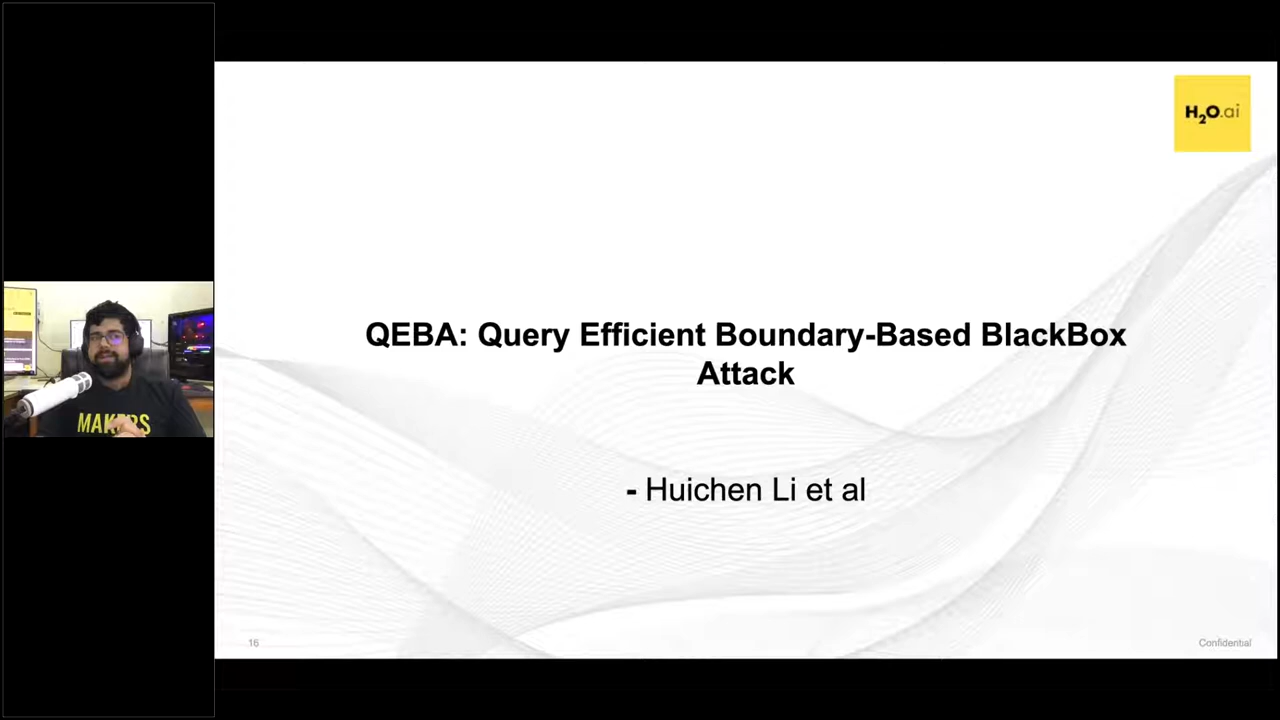 H2O.ai
QEBA: Query Efficient Boundary-Based BlackBox
Attack
- Huichen Li et al
MAKERS
16
Confidential